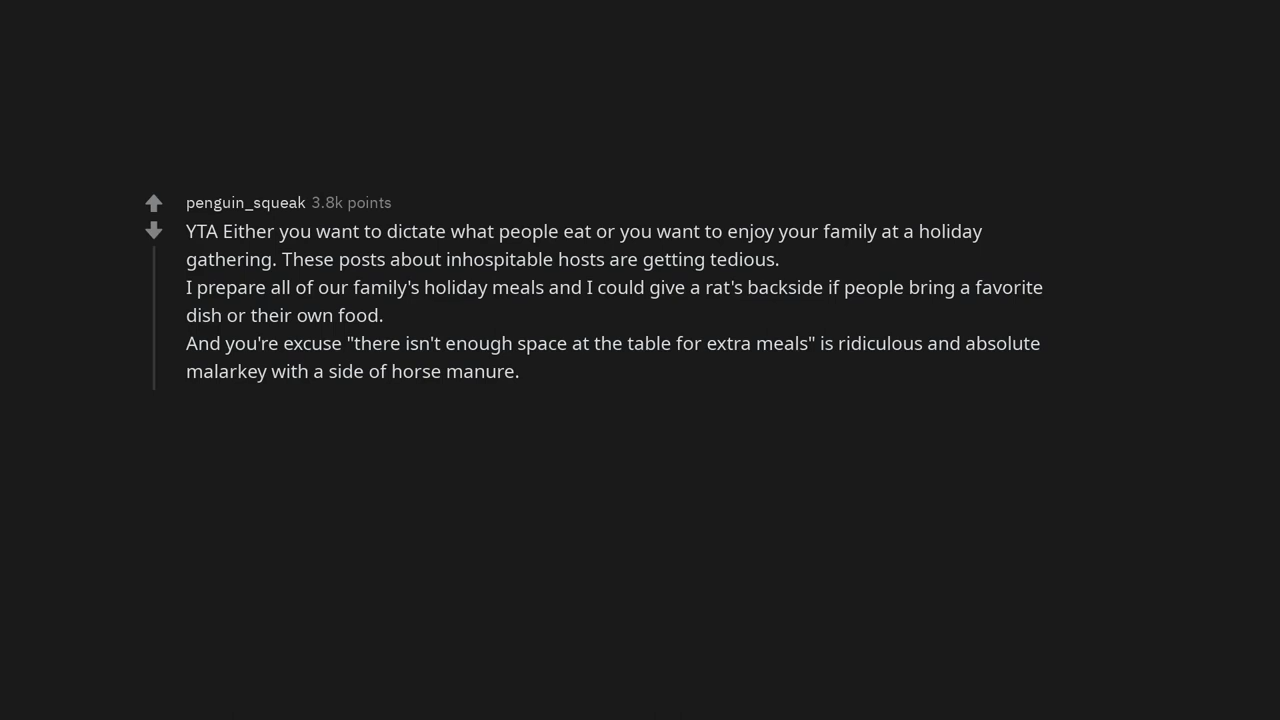 penguin_squeak 3.8k points
YTA Either you want to dictate what people eat or you want to enjoy your family at a holiday
gathering. These posts about inhospitable hosts are getting tedious.
I prepare all of our family's holiday meals and I could give a rat's backside if people bring a favorite
dish or their own food.
And you're excuse "there isn't enough space at the table for extra meals" is ridiculous and absolute
malarkey with a side of horse manure.